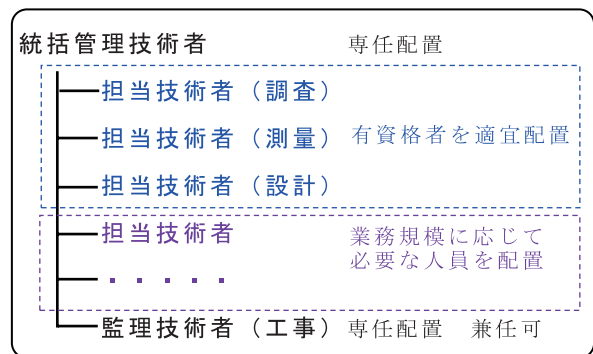 統括管理技術者 専任配置
担当技術者（調査）
担当技術者（測量） 有資格者を適宜配置
担当技術者（設計）
担当技術者 業務規模に応じて
必要な人員を配置
・・・・・
監理技術者（工事） 専任配置 兼任可